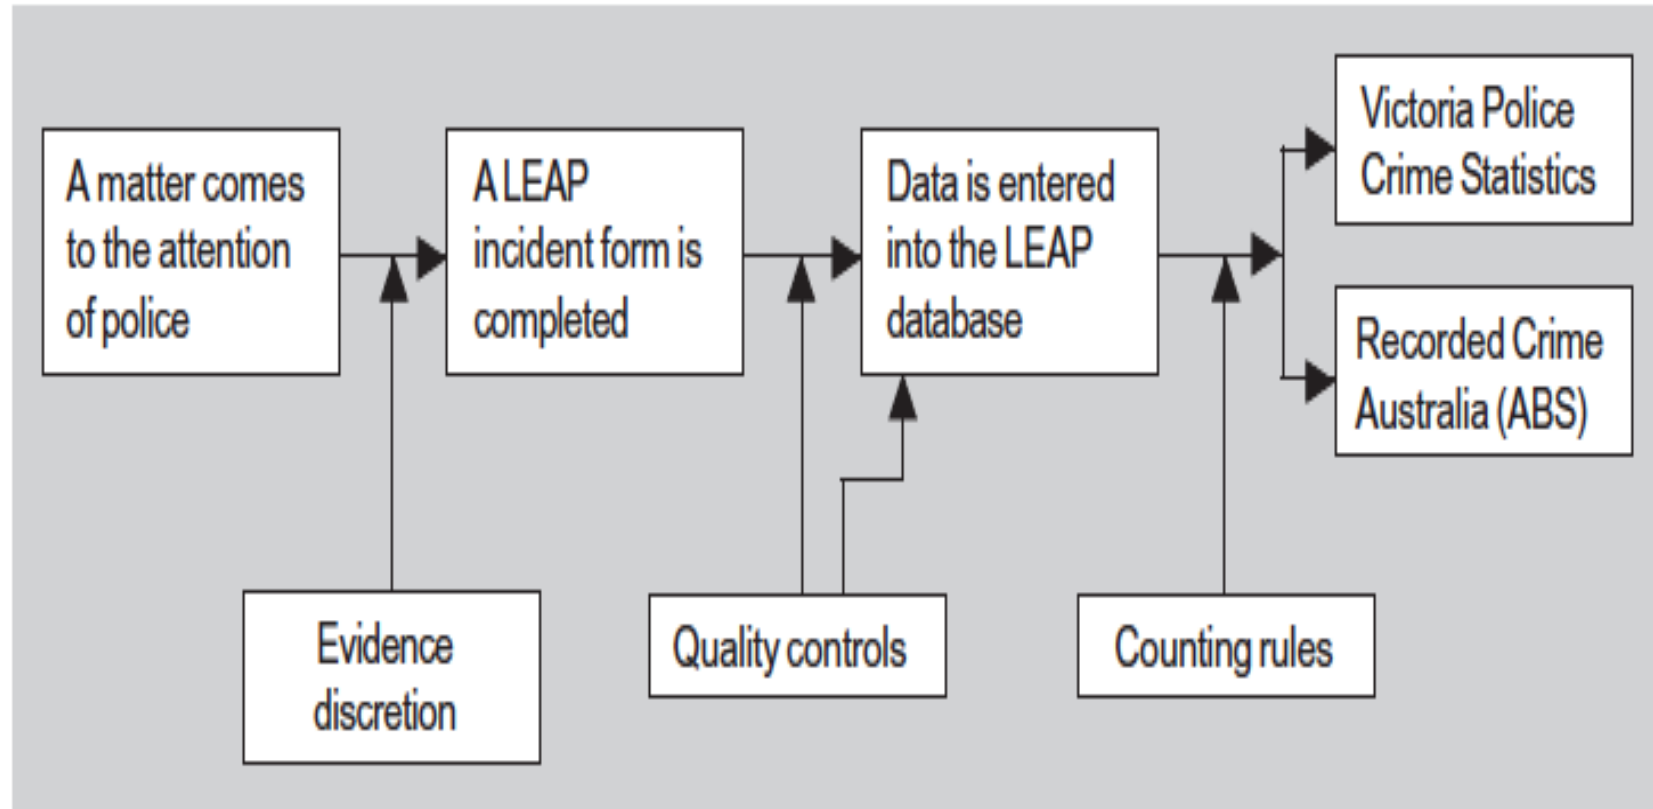 A matter comes
to the attention
of police
A LEAP
incident form is
completed
Data is entered
into the LEAP
database
Victoria Police
Crime Statistics
Recorded Crime
Australia (ABS)
Evidence
discretion
Quality controls
Counting rules